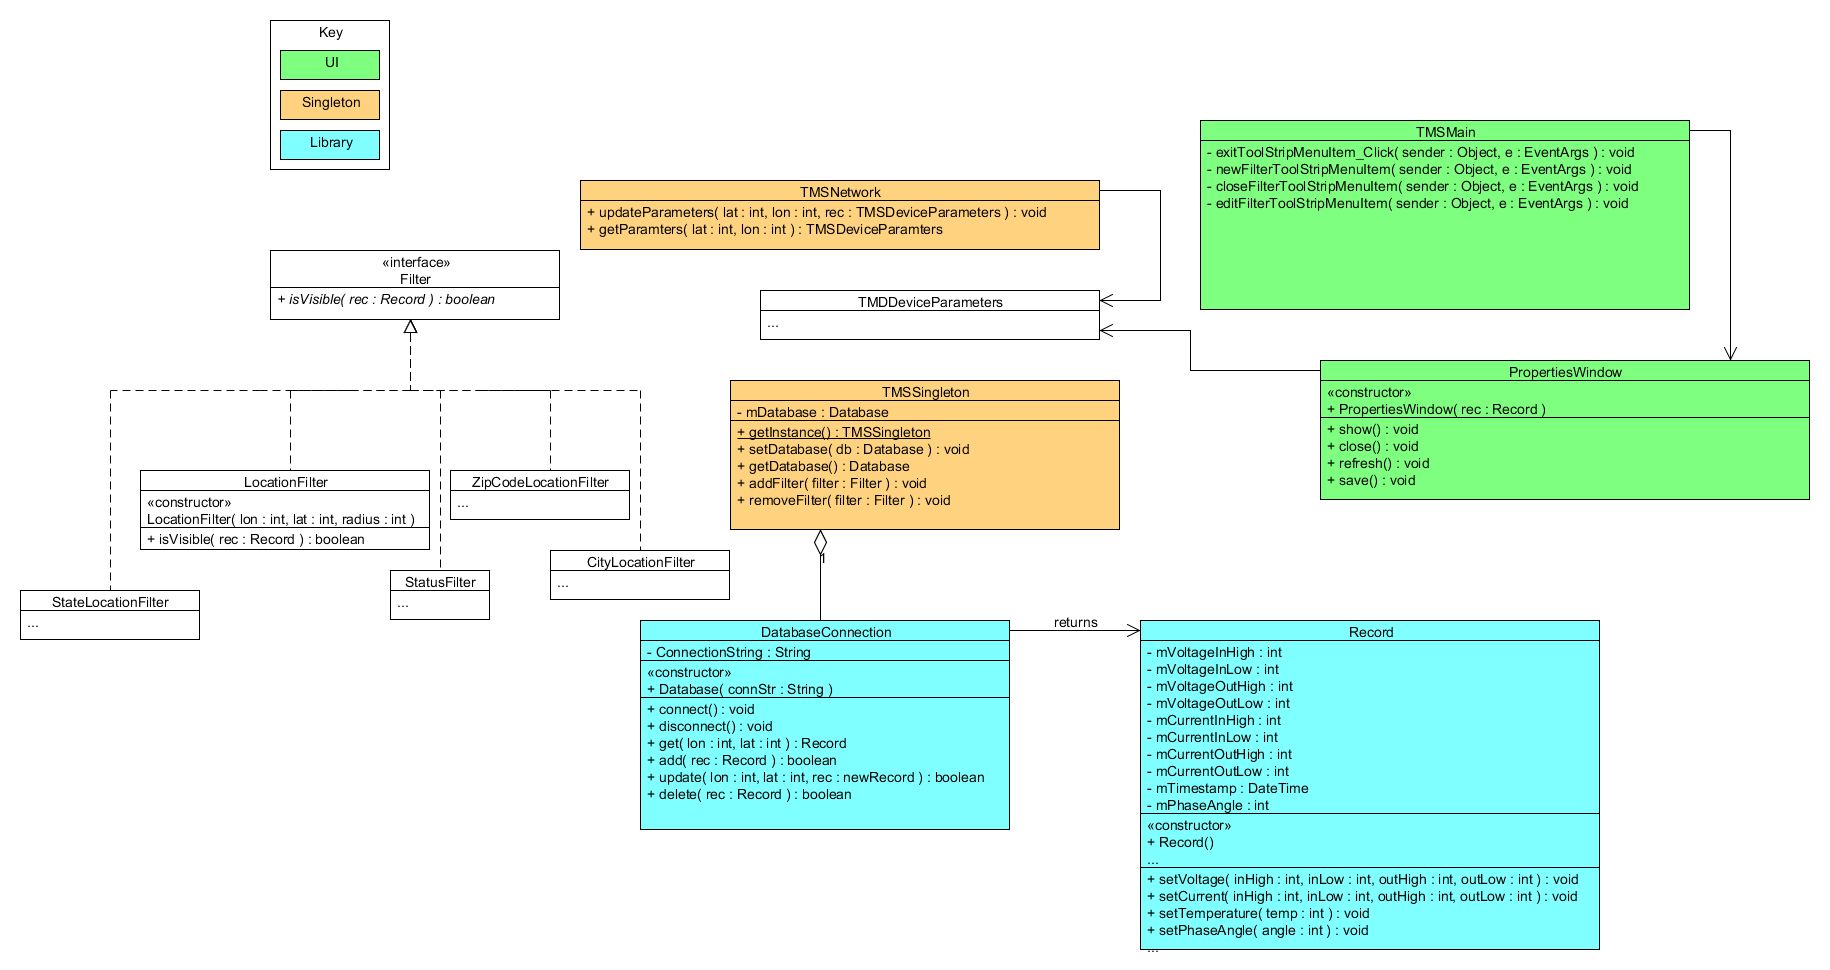 Key
UI
Singleton
Library
TMSMain
- exitToolStripMenuItem_Click( sender : Object, e : EventArgs ) : void
- newFilterToolStripMenuItem( sender : Object, e : EventArgs ) : void
- closeFilterToolStripMenuItem( sender : Object, e : EventArgs ) : void
- editFilterToolStripMenuItem( sender : Object, e : EventArgs ) : void
TMSNetwork
+ updateParameters( lat : int, lon : int, rec : TMSDeviceParameters ) : void
+ getParamters( lat : int, lon : int ) : TMSDeviceParamters
«interface»
Filter
+ isVisible( rec : Record ) : boolean
TMDDeviceParameters
...
PropertiesWindow
«constructor»
+ PropertiesWindow( rec : Record )
+ show() : void
+ close() : void
+ refresh() : void
+ save() : void
TMSSingleton
- mDatabase : Database
+ getInstance() : TMSSingleton
+ setDatabase( db : Database ) : void
+ getDatabase() : Database
+ addFilter( filter : Filter ) : void
+ removeFilter( filter : Filter ) : void
1
LocationFilter
«constructor»
LocationFilter( lon : int, lat : int, radius : int )
+ isVisible( rec : Record ) : boolean
ZipCodeLocationFilter
...
CityLocationFilter
...
StatusFilter
...
StateLocationFilter
...
DatabaseConnection
- ConnectionString : String
«constructor»
+ Database( connStr : String )
+ connect() : void
+ disconnect() : void
+ get( lon : int, lat : int ) : Record
+ add( rec : Record ) : boolean
+ update( lon : int, lat : int, rec : newRecord ) : boolean
+ delete( rec : Record ) : boolean
returns
Record
- mVoltageInHigh : int
- mVoltageInLow : int
- mVoltageOutHigh : int
- mVoltageOutLow : int
- mCurrentInHigh : int
- mCurrentInLow : int
- mCurrentOutHigh : int
- mCurrentOutLow : int
- mTimestamp : DateTime
- mPhaseAngle : int
«constructor»
+ Record()
...
+ setVoltage( inHigh : int, inLow : int, outHigh : int, outLow : int ) : void
+ setCurrent( inHigh : int, inLow : int, outHigh : int, outLow : int ) : void
+ setTemperature( temp : int ) : void
+ setPhaseAngle( angle : int ) : void
...